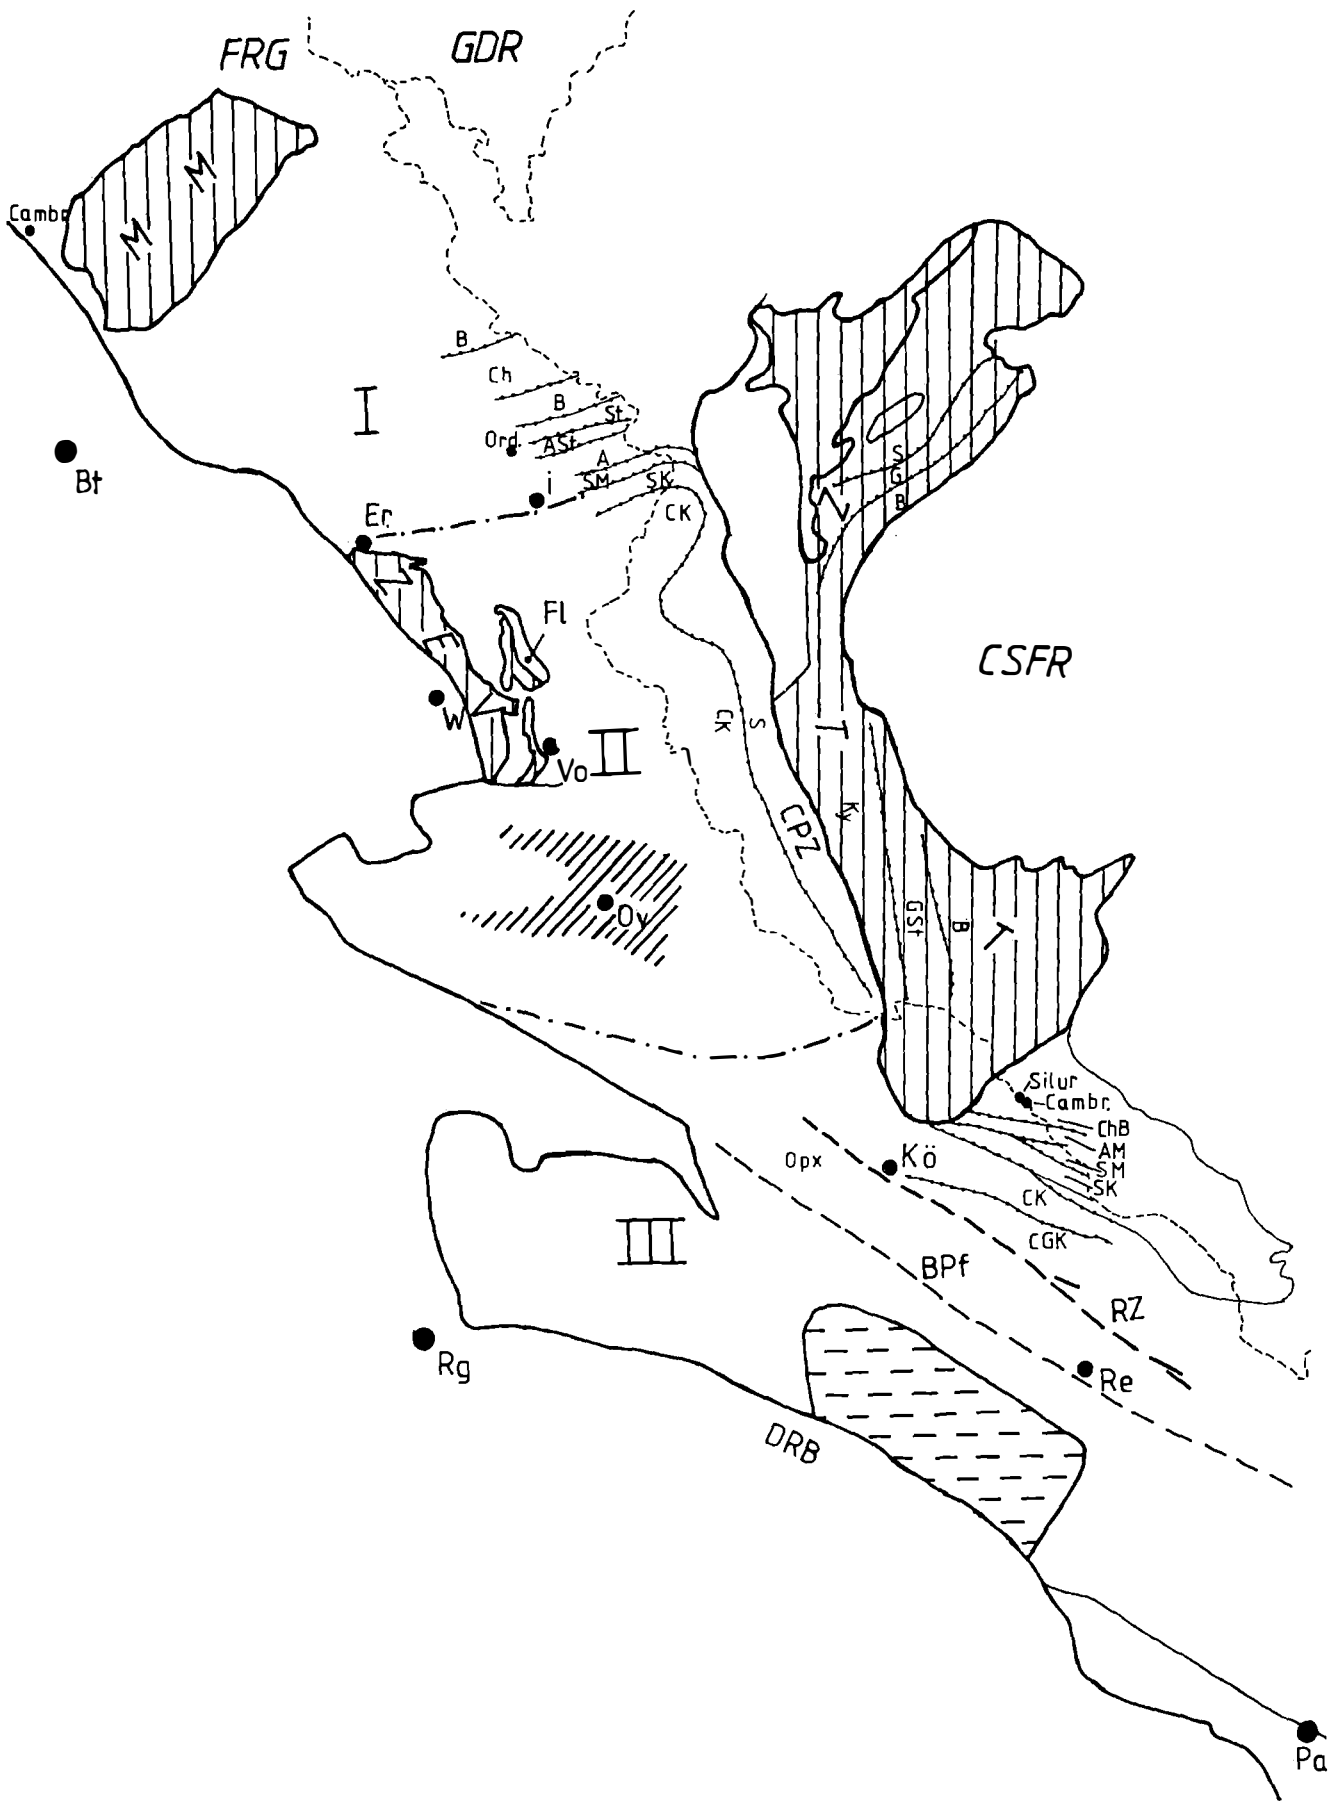 FRG
GDR
M
M
Cambr.
B
I
Ch
B
St
Ord.
ASt
A
SM
SK
CK
i
Bt
Er
S
G
B
Z
Z
E
Fl
CSFR
W
N
Vo
II
CK
S
T
Ky
CPZ
Oy
GSt
B
T
Silur
Cambr.
ChB
AM
SM
SK
Kö
Opx
CK
CGK
III
BPf
RZ
Rg
Re
DRB
Pa